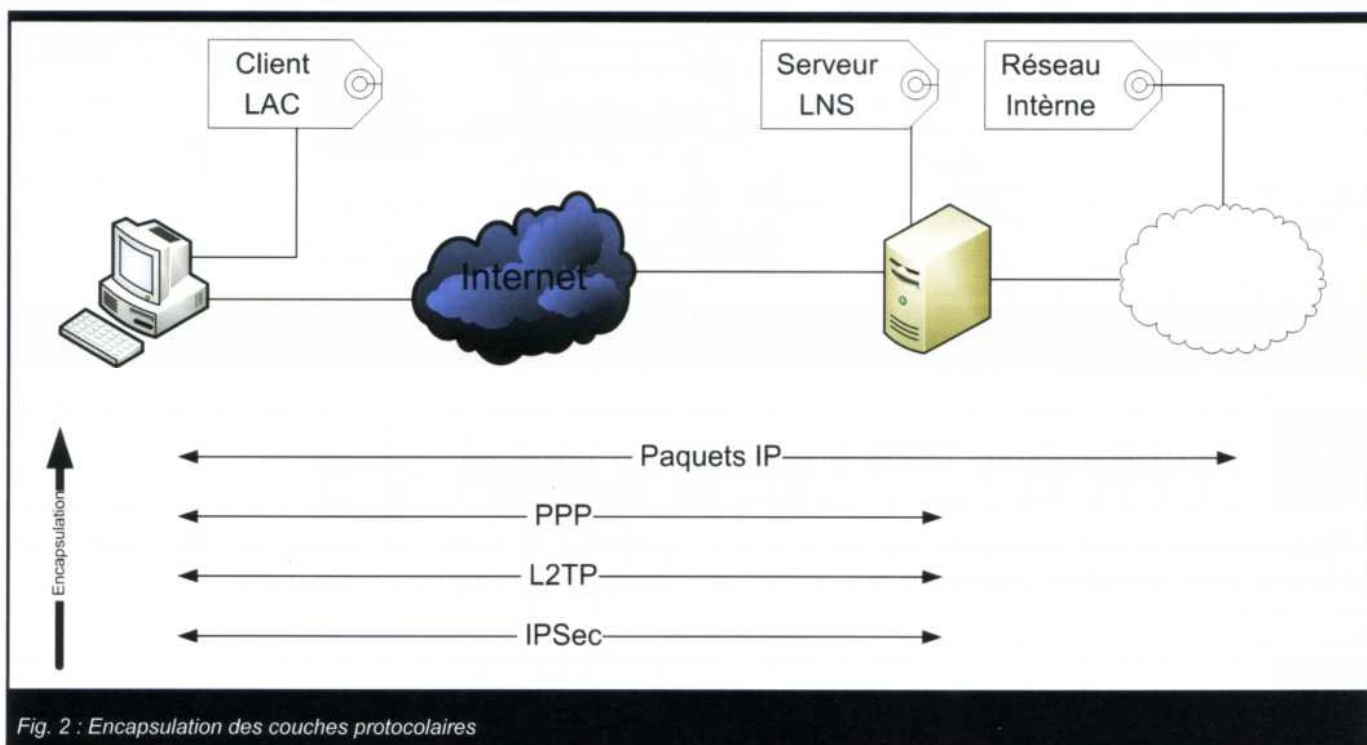 Client
LAC
Serveur
LNS
Réseau
Intèrne
Internet
Encapsulation
Paquets IP
PPP
L2TP
IPSec
Fig. 2 : Encapsulation des couches protocolaires